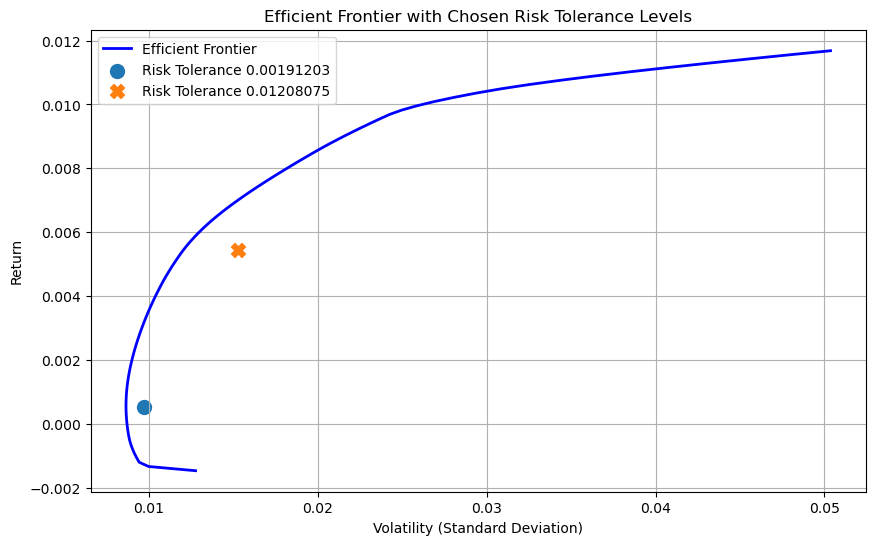 Efficient Frontier with Chosen Risk Tolerance Levels
Efficient Frontier
Risk Tolerance 0.00191203
Risk Tolerance 0.01208075
0.012
0.010
0.008
0.006
0.004
0.002
0.000
−0.002
Return
0.01
0.02
0.03
0.04
0.05
Volatility (Standard Deviation)